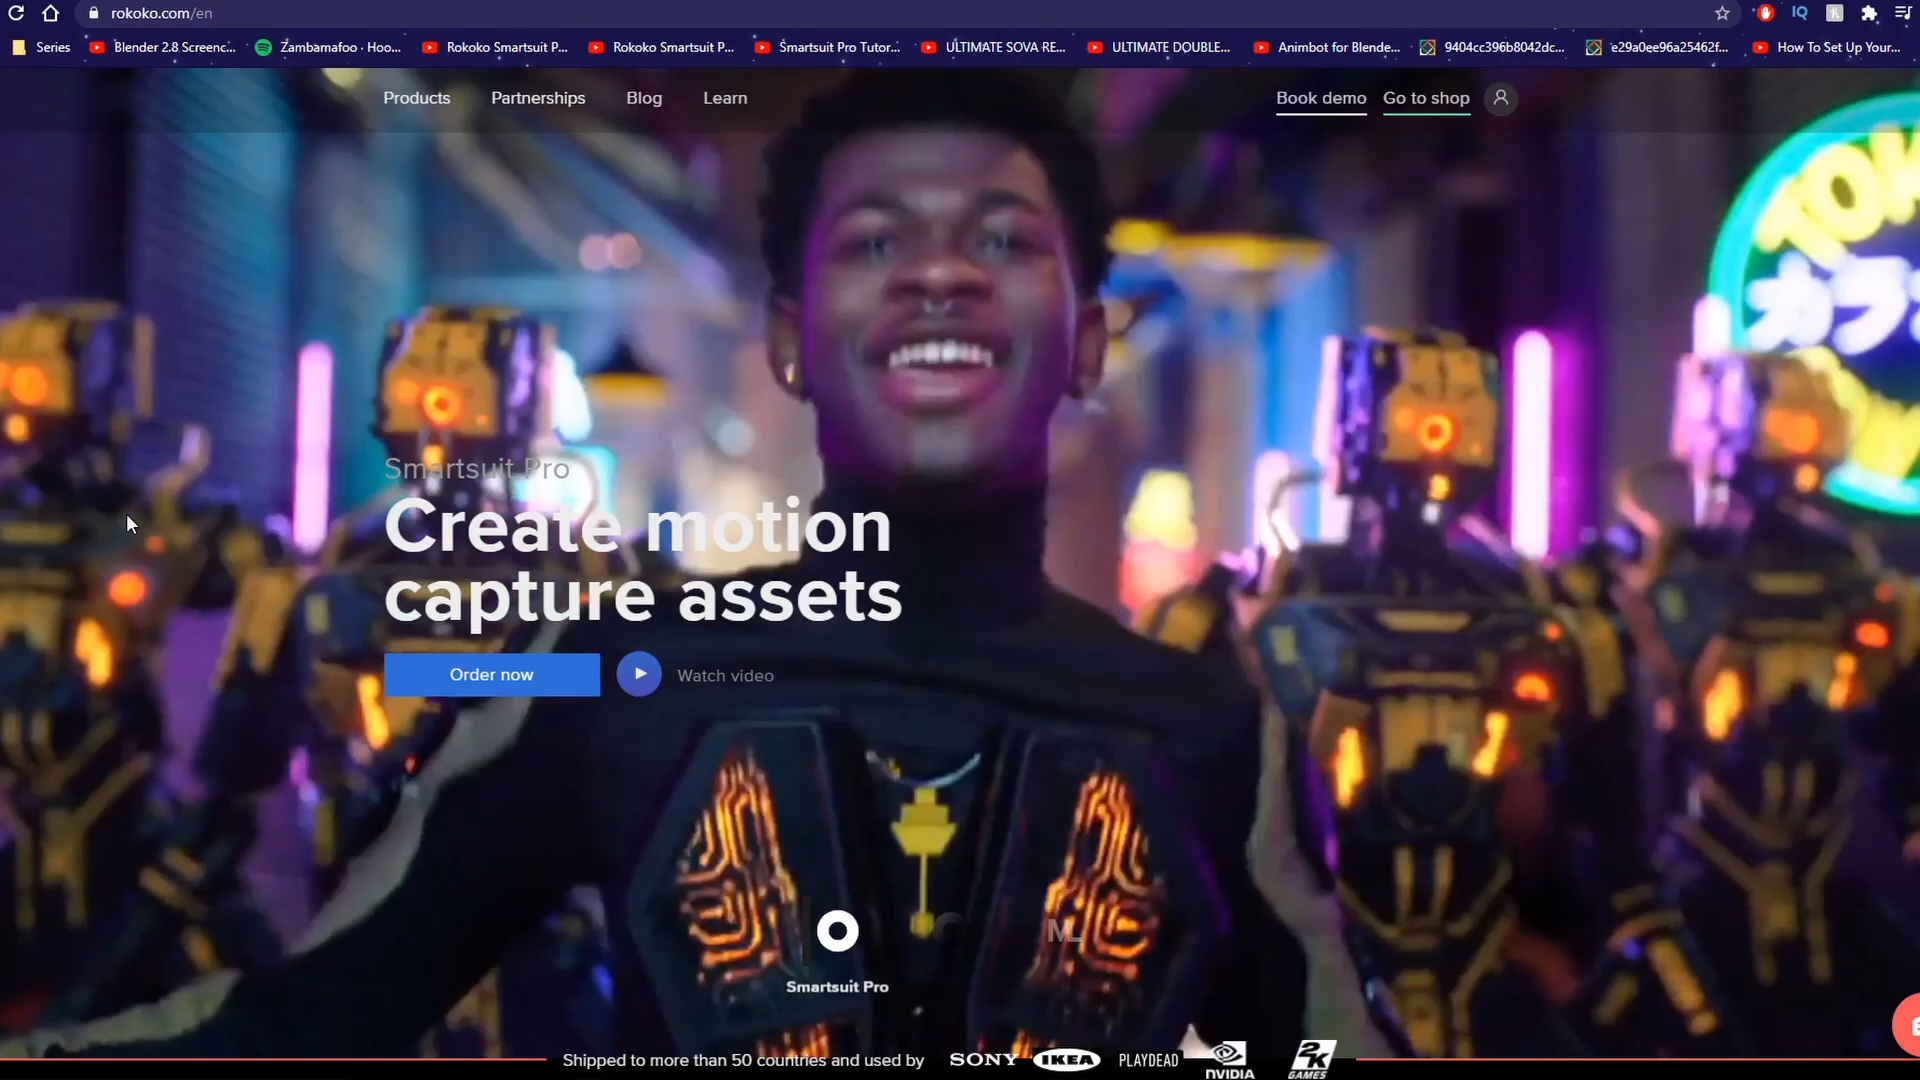 rokoko.com/en
Series
Blender 2.8 Screenc...
Zambamafoo · Hoo...
Rokoko Smartsuit P...
Rokoko Smartsuit P...
Smartsuit Pro Tutor...
ULTIMATE SOVA RE...
ULTIMATE DOUBLE...
Animbot for Blende...
9404cc396b8042dc...
e29a0ee96a25462f...
How To Set Up Your...
Products
Partnerships
Blog
Learn
Book demo
Go to shop
カラ
Smartsuit Pro
Create motion
capture assets
Order now
Watch video
Smartsuit Pro
Shipped to more than 50 countries and used by
SONY
IKEA
PLAYDEAD
NVIDIA
2K
GAMES